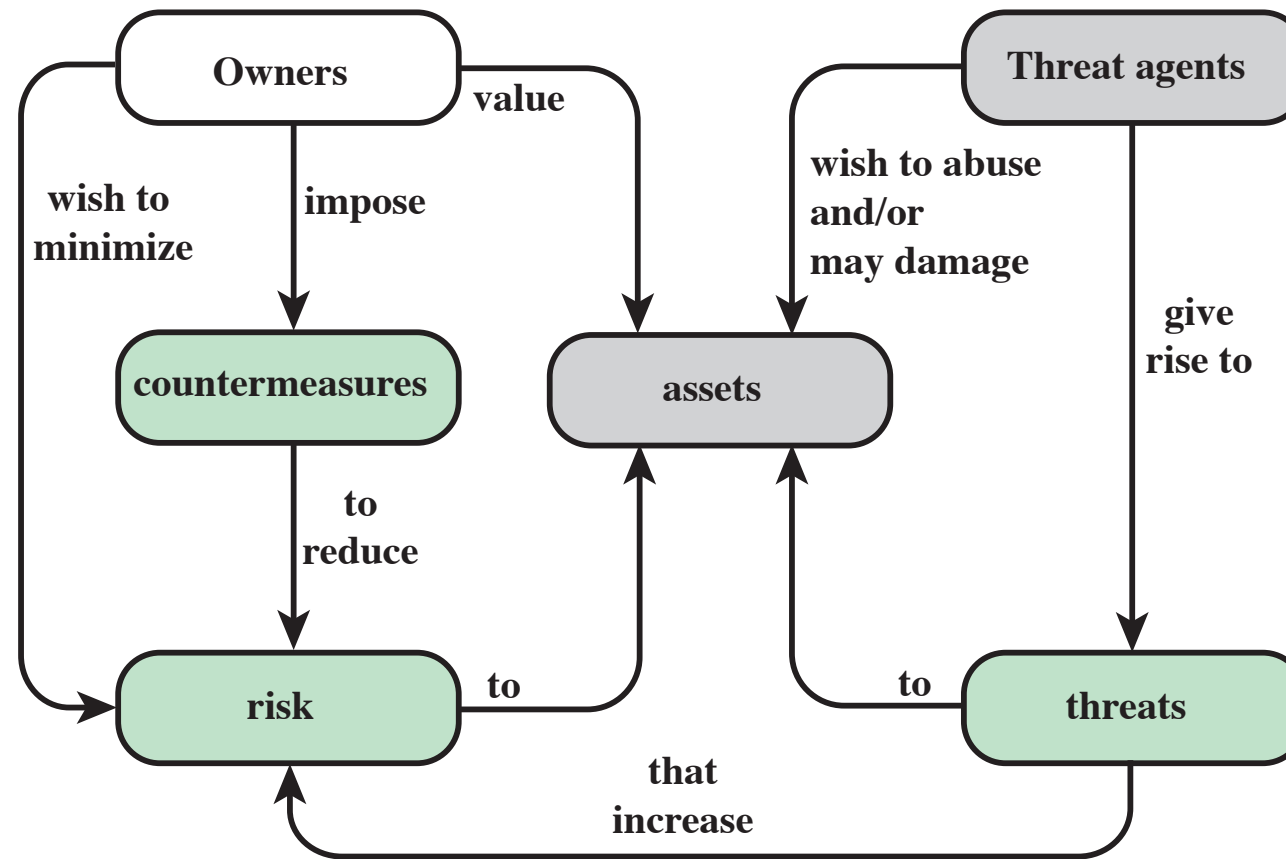 Owners
Threat agents
value
wish to
minimize
impose
wish to abuse
and/or
may damage
give
rise to
countermeasures
assets
to
reduce
risk
to
to
threats
that
increase